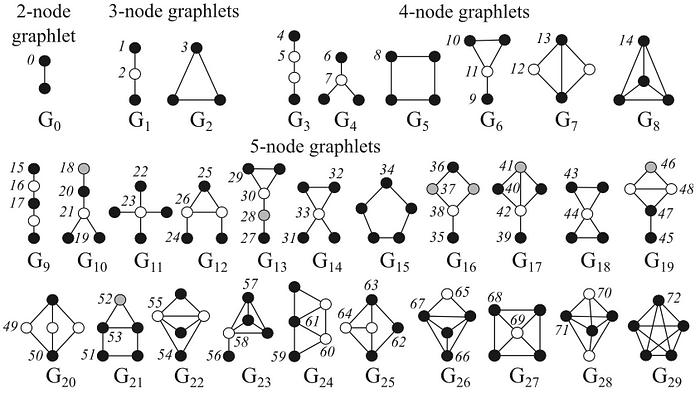 2-node graphlet
3-node graphlets
4-node graphlets
0
1
2
3
4
5
6
7
8
9
10
11
12
13
14
G0
G1
G2
G3
G4
G5
G6
G7
G8
5-node graphlets
15
16
17
18
20
21
19
22
23
25
26
24
29
30
28
27
32
33
31
34
36
37
38
35
41
40
42
39
43
44
46
48
47
45
G9
G10
G11
G12
G13
G14
G15
G16
G17
G18
G19
49
50
52
53
51
55
54
57
58
56
61
60
59
63
64
62
65
67
66
68
69
70
71
72
G20
G21
G22
G23
G24
G25
G26
G27
G28
G29